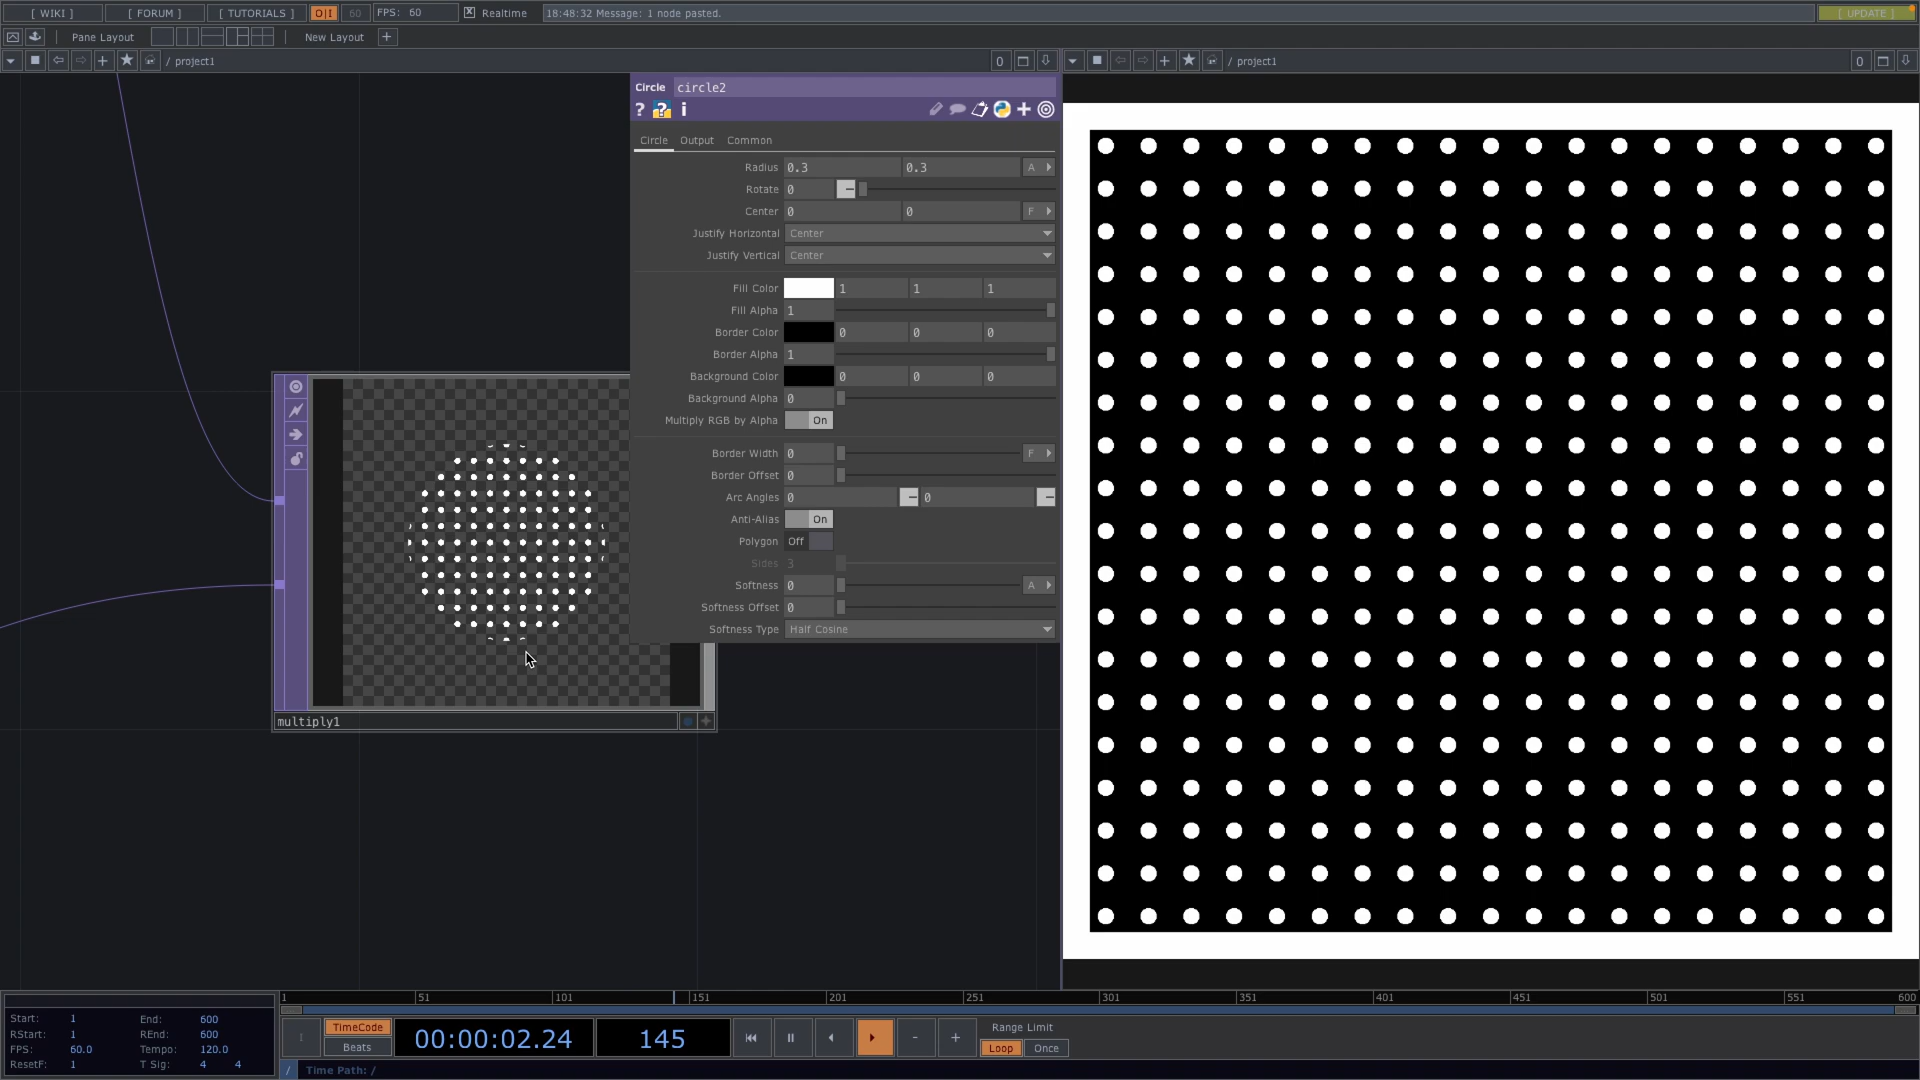 [ WIKI ] [ FORUM ] [ TUTORIALS ] O|I 60 FPS: 60 Realtime 18:48:32 Message: 1 node pasted. [ UPDATE ]
Pane Layout New Layout +
/ project1 0 / project1 0
Circle circle2
? ? i
Circle Output Common
Radius 0.3 0.3 A
Rotate 0
Center 0 0 F
Justify Horizontal Center
Justify Vertical Center
Fill Color 1 1 1
Fill Alpha 1
Border Color 0 0 0
Border Alpha 1
Background Color 0 0 0
Background Alpha 0
Multiply RGB by Alpha On
Border Width 0 F
Border Offset 0
Arc Angles 0 0
Anti-Alias On
Polygon Off
Sides 3
Softness 0 A
Softness Offset 0
Softness Type Half Cosine
multiply1
1 51 101 151 201 251 301 351 401 451 501 551 600
Start: 1 End: 600
RStart: 1 REnd: 600
FPS: 60.0 Tempo: 120.0
ResetF: 1 T Sig: 4 4
TimeCode
Beats
00:00:02.24 145
- +
Range Limit
Loop Once
/ Time Path: /